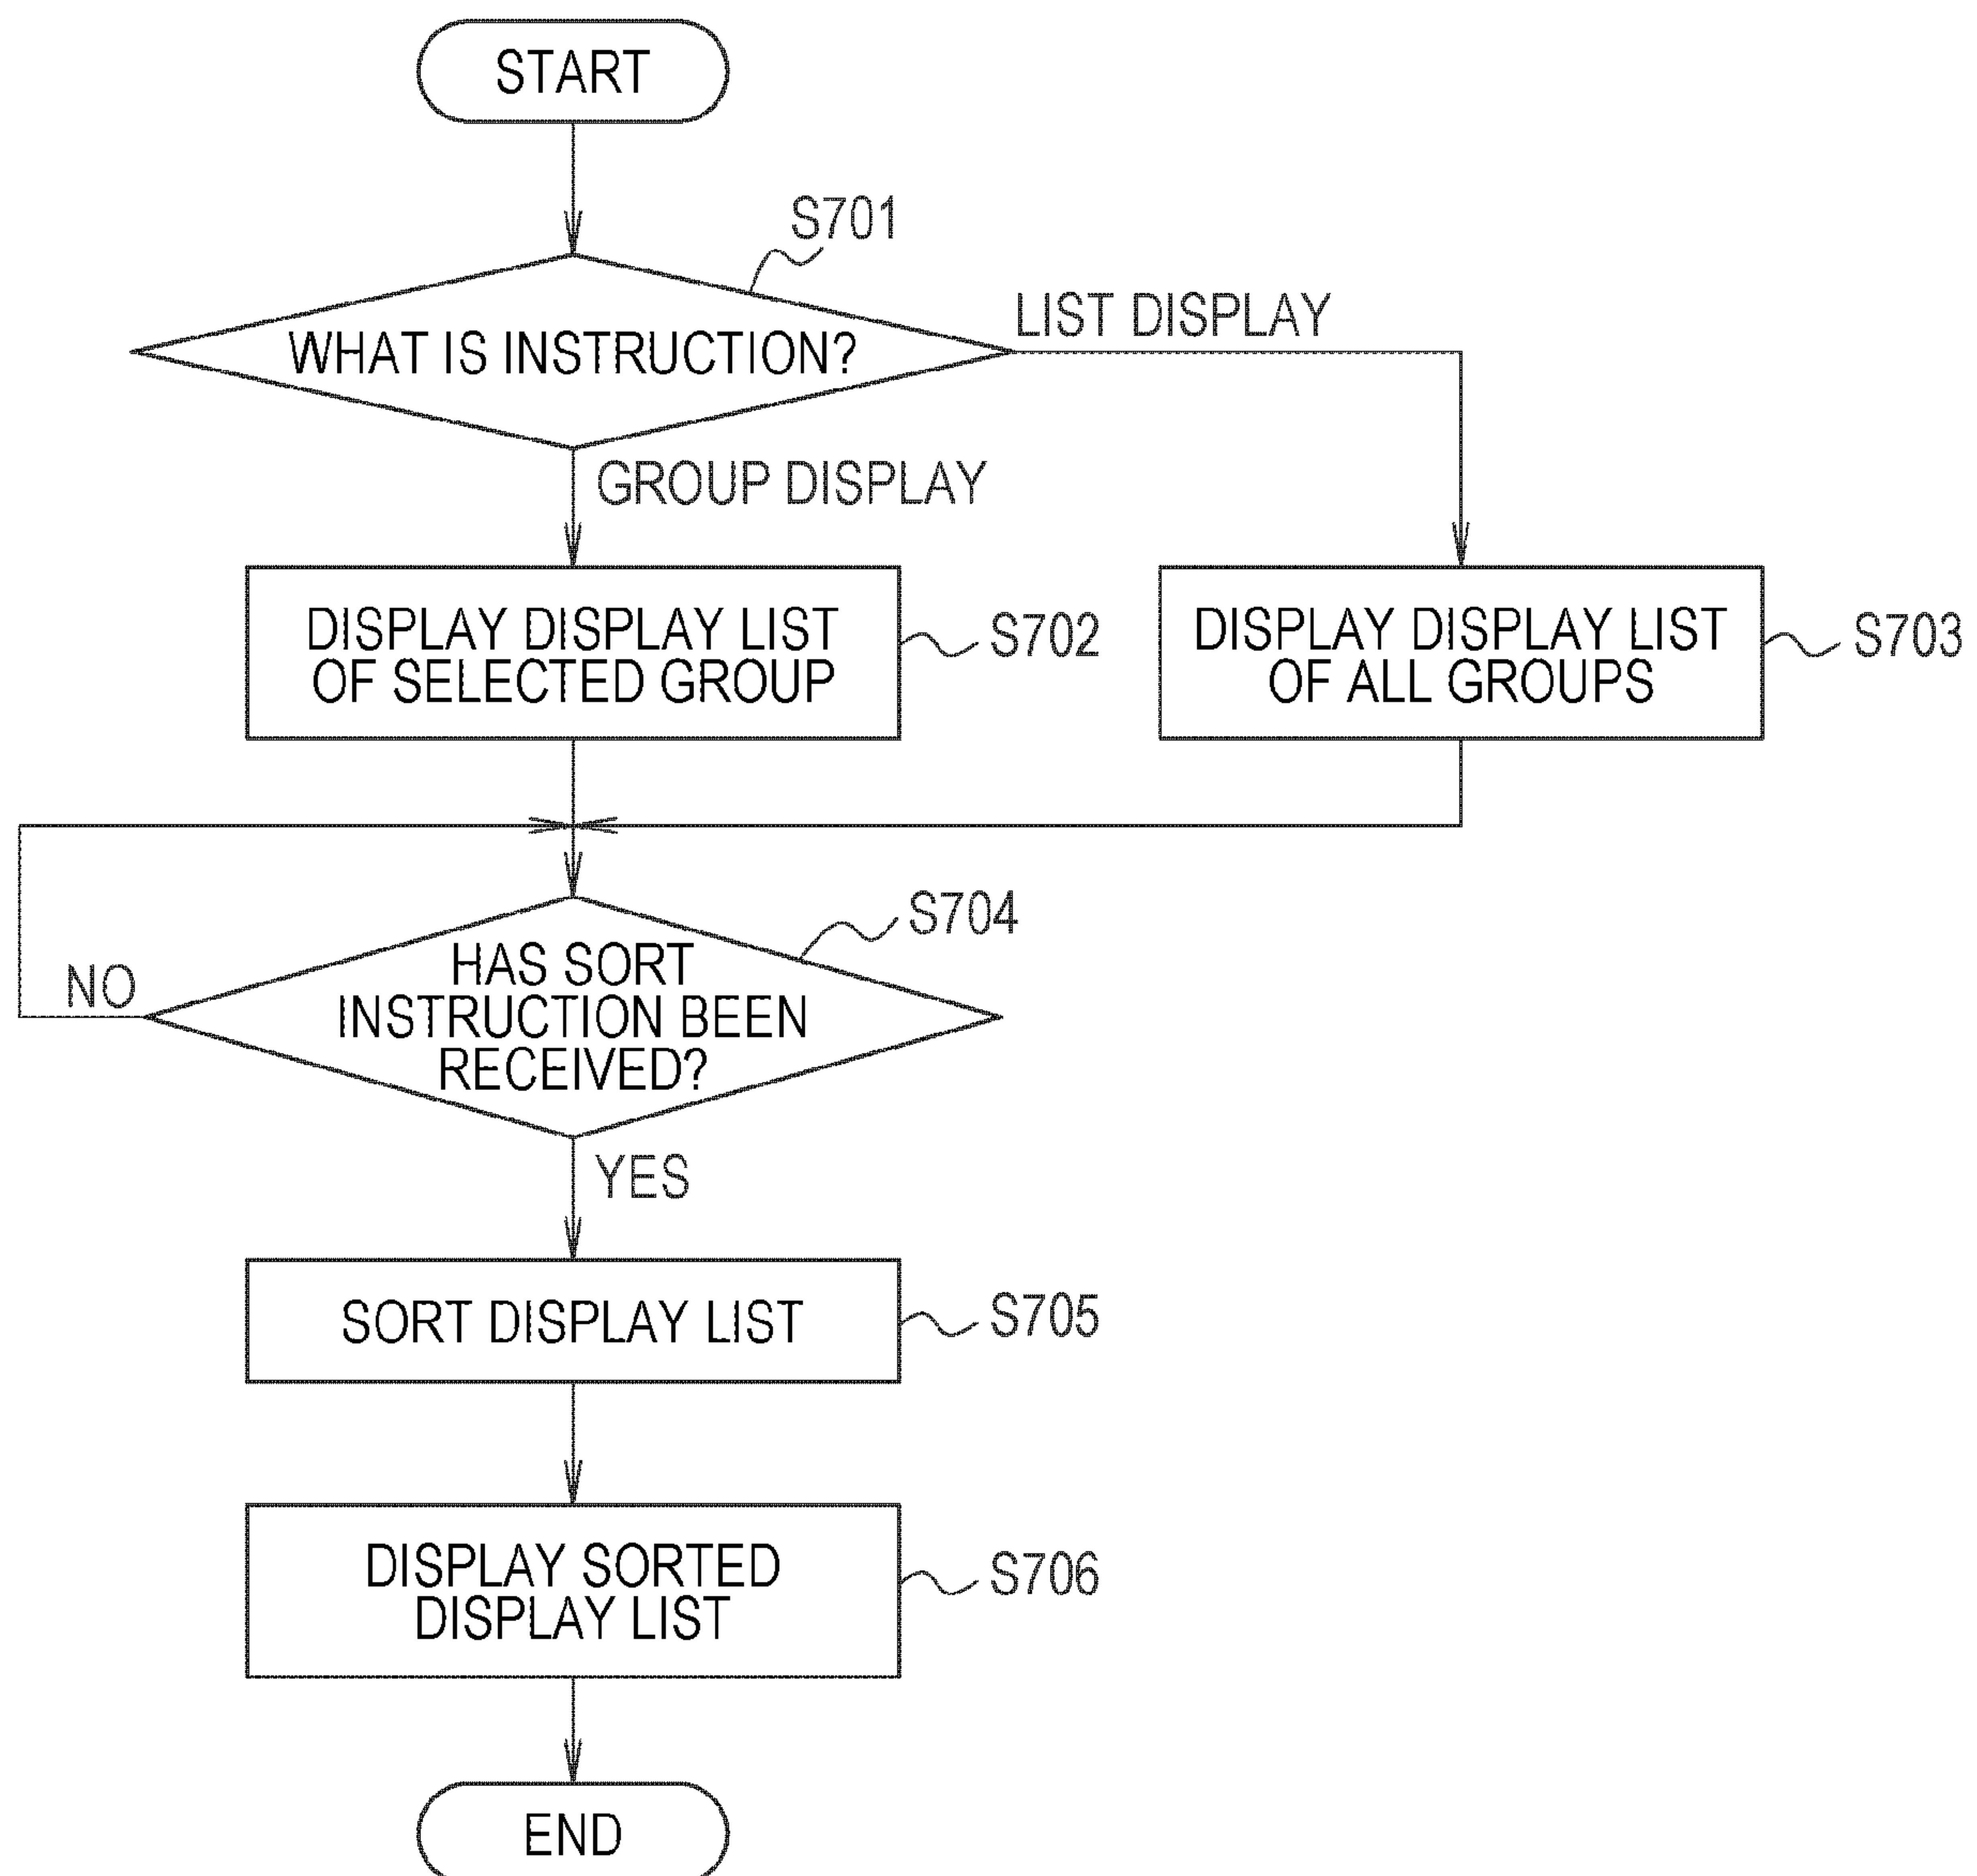 START
S701
WHAT IS INSTRUCTION?
LIST DISPLAY
GROUP DISPLAY
DISPLAY DISPLAY LIST
OF SELECTED GROUP
S702
DISPLAY DISPLAY LIST
OF ALL GROUPS
S703
S704
HAS SORT
INSTRUCTION BEEN
RECEIVED?
NO
YES
SORT DISPLAY LIST
S705
DISPLAY SORTED
DISPLAY LIST
S706
END